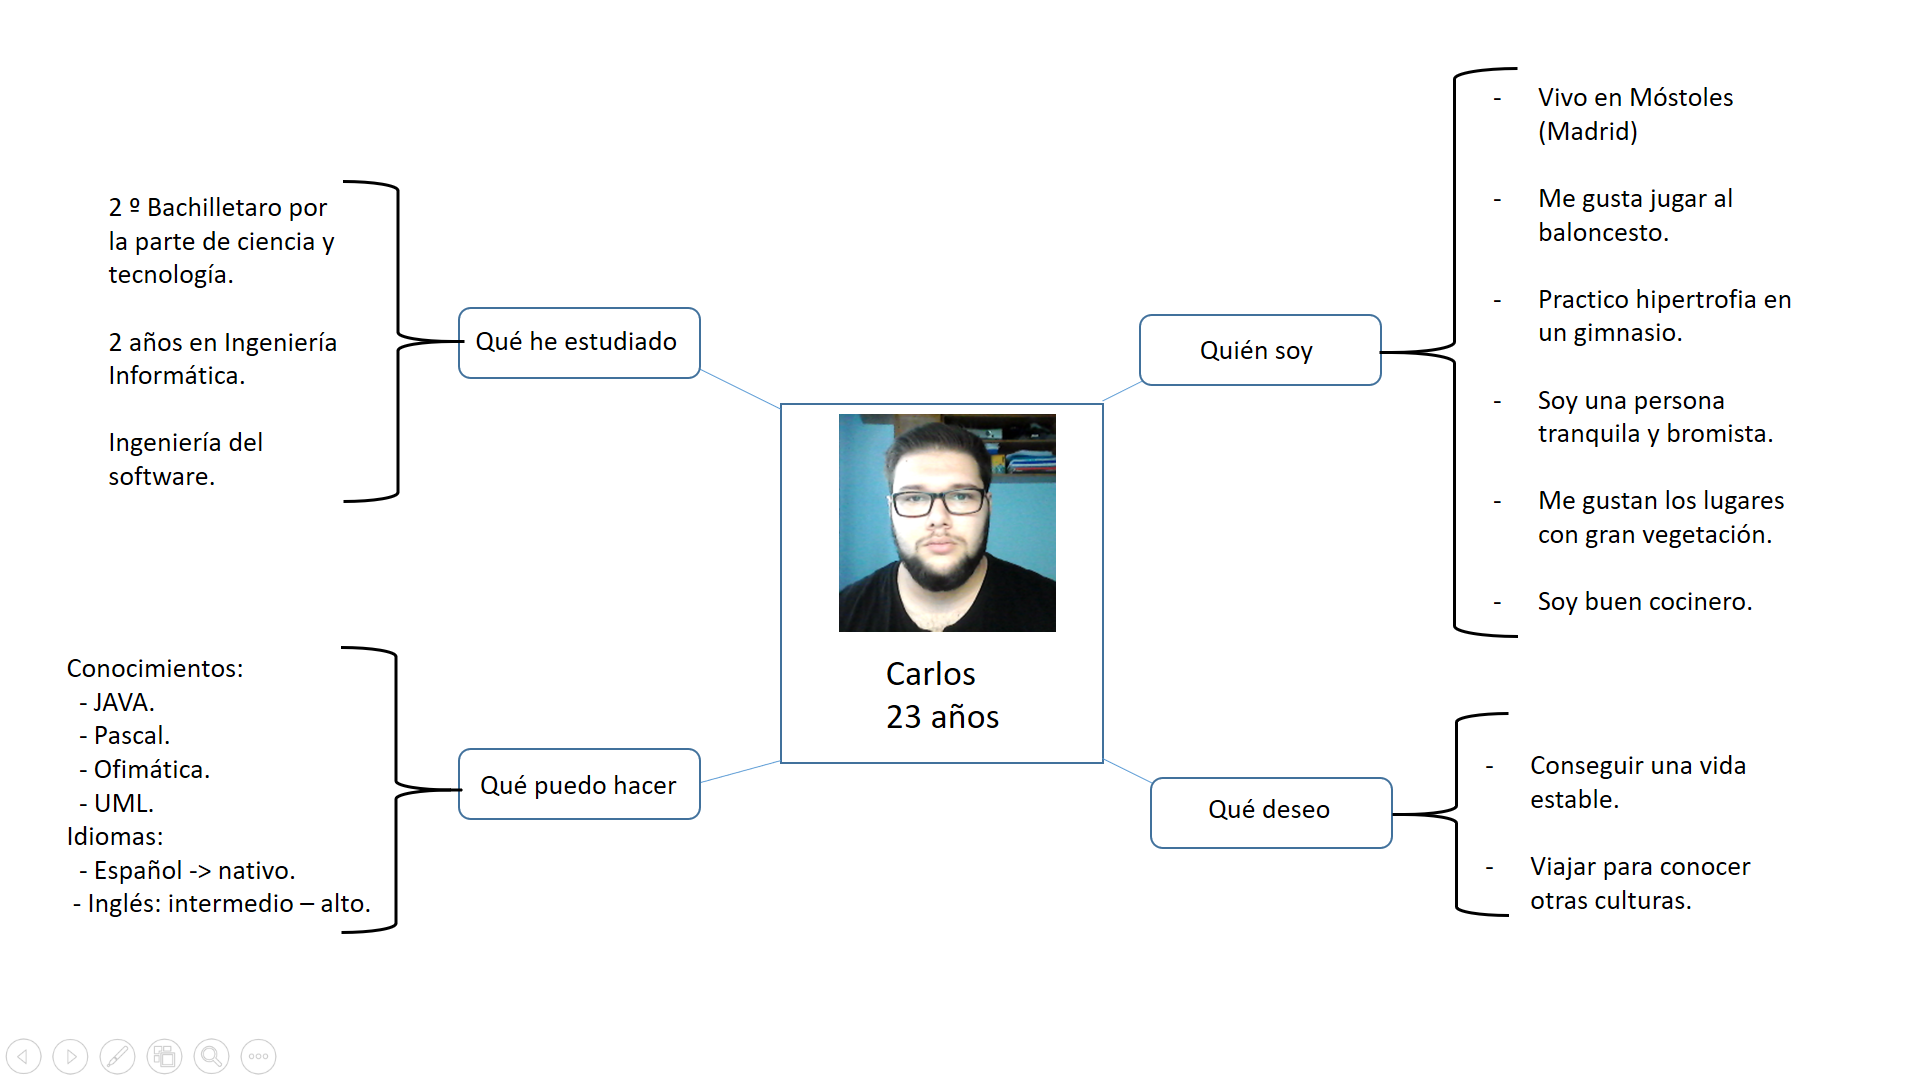 Qué he estudiado
2 º Bachilletaro por
la parte de ciencia y
tecnología.
2 años en Ingeniería
Informática.
Ingeniería del
software.
Quién soy
- Vivo en Móstoles
(Madrid)
- Me gusta jugar al
baloncesto.
- Practico hipertrofia en
un gimnasio.
- Soy una persona
tranquila y bromista.
- Me gustan los lugares
con gran vegetación.
- Soy buen cocinero.
Carlos
23 años
Qué puedo hacer
Conocimientos:
- JAVA.
- Pascal.
- Ofimática.
- UML.
Idiomas:
- Español -> nativo.
- Inglés: intermedio – alto.
Qué deseo
- Conseguir una vida
estable.
- Viajar para conocer
otras culturas.